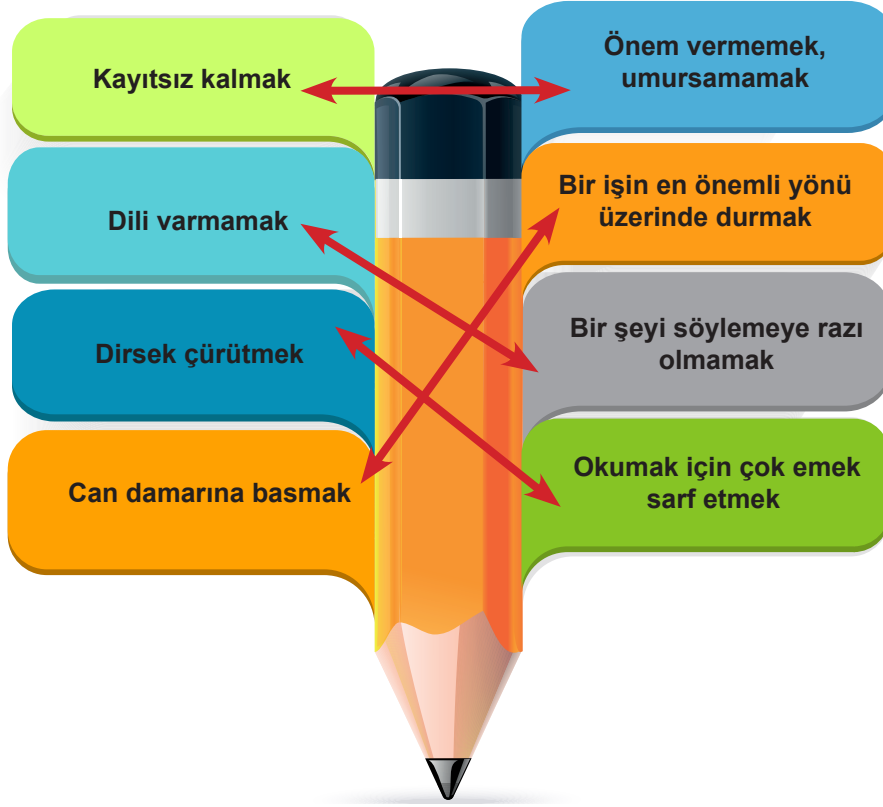 Kayıtsız kalmak
Önem vermemek,
umursamamak
Dili varmamak
Bir işin en önemli yönü
üzerinde durmak
Dirsek çürütmek
Bir şeyi söylemeye razı
olmamak
Can damarına basmak
Okumak için çok emek
sarf etmek